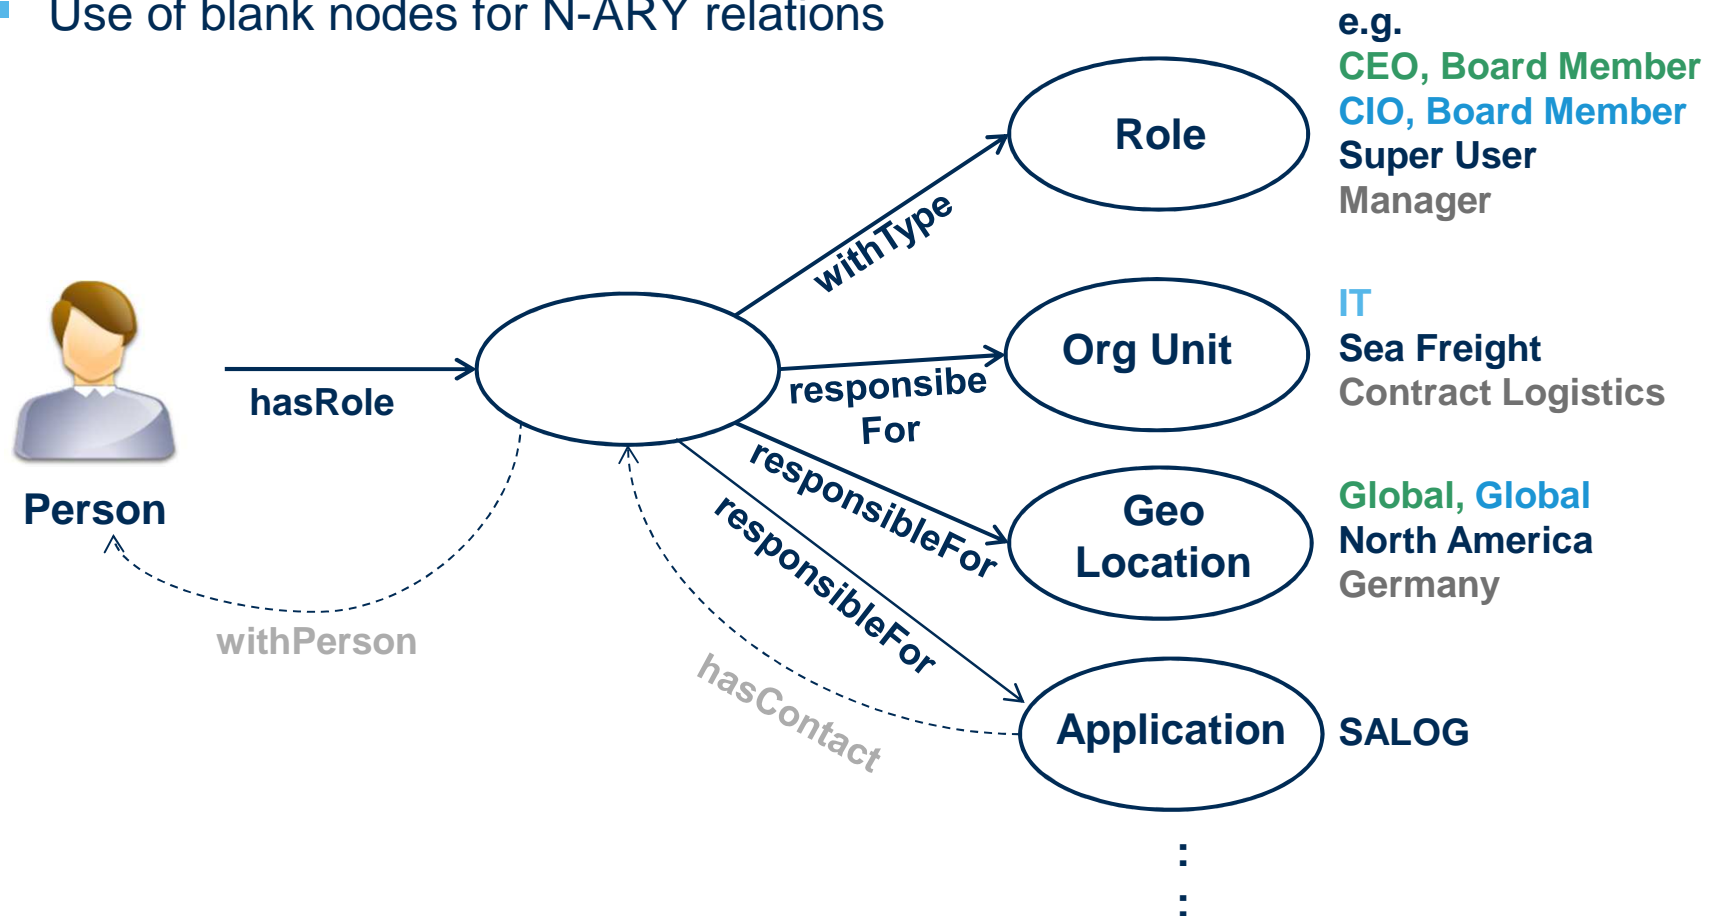 Use of blank nodes for N-ARY relations
e.g.
CEO, Board Member
CIO, Board Member
Super User
Manager
Role
withType
IT
Sea Freight
Contract Logistics
Org Unit
responsibe
For
hasRole
Person
withPerson
responsibleFor
Geo
Location
Global, Global
North America
Germany
responsibleFor
hasContact
Application
SALOG
:
: